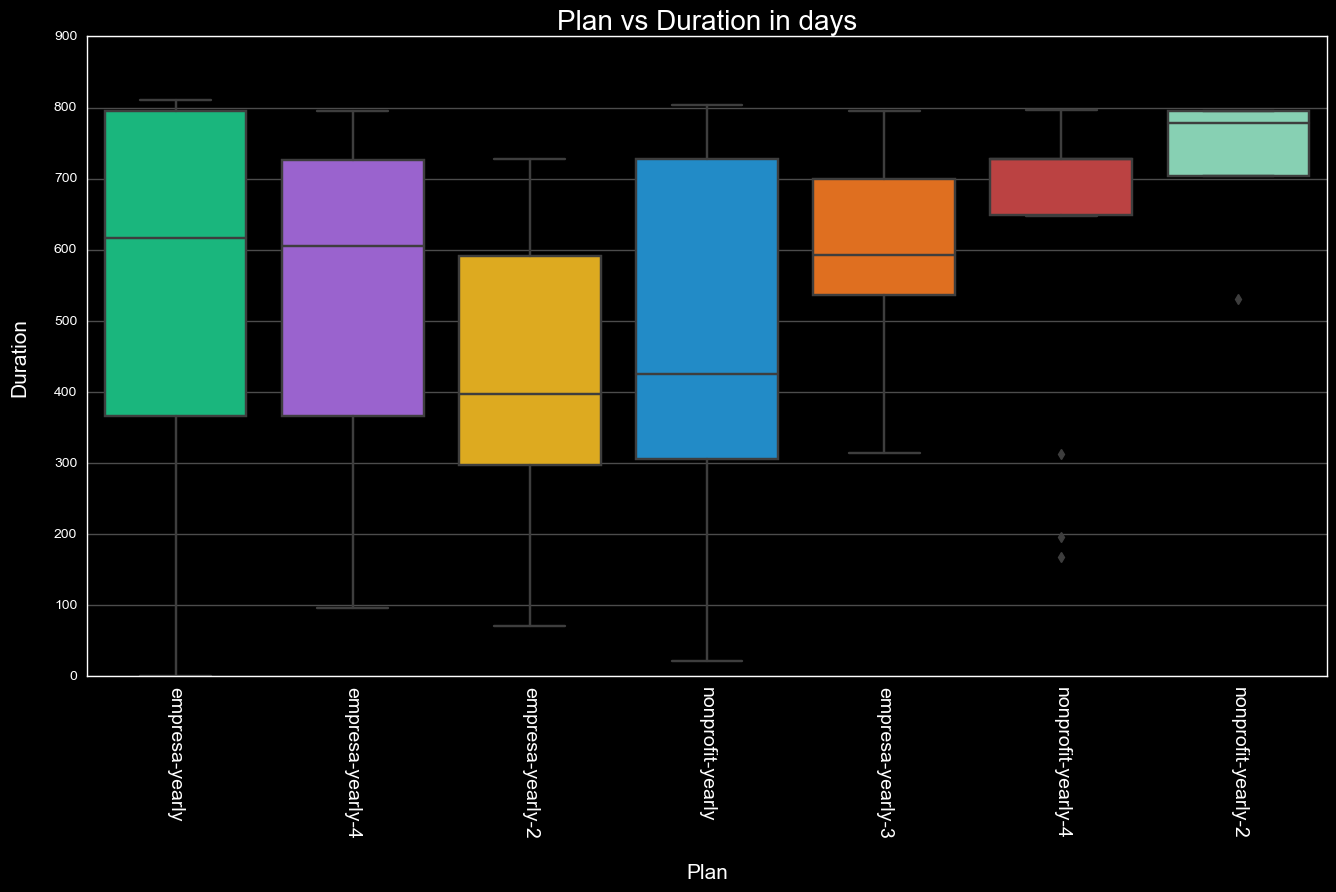 Plan vs Duration in days
900
800
700
600
500
400
300
200
100
0
Duration
empresa-yearly
empresa-yearly-4
empresa-yearly-2
nonprofit-yearly
empresa-yearly-3
nonprofit-yearly-4
nonprofit-yearly-2
Plan